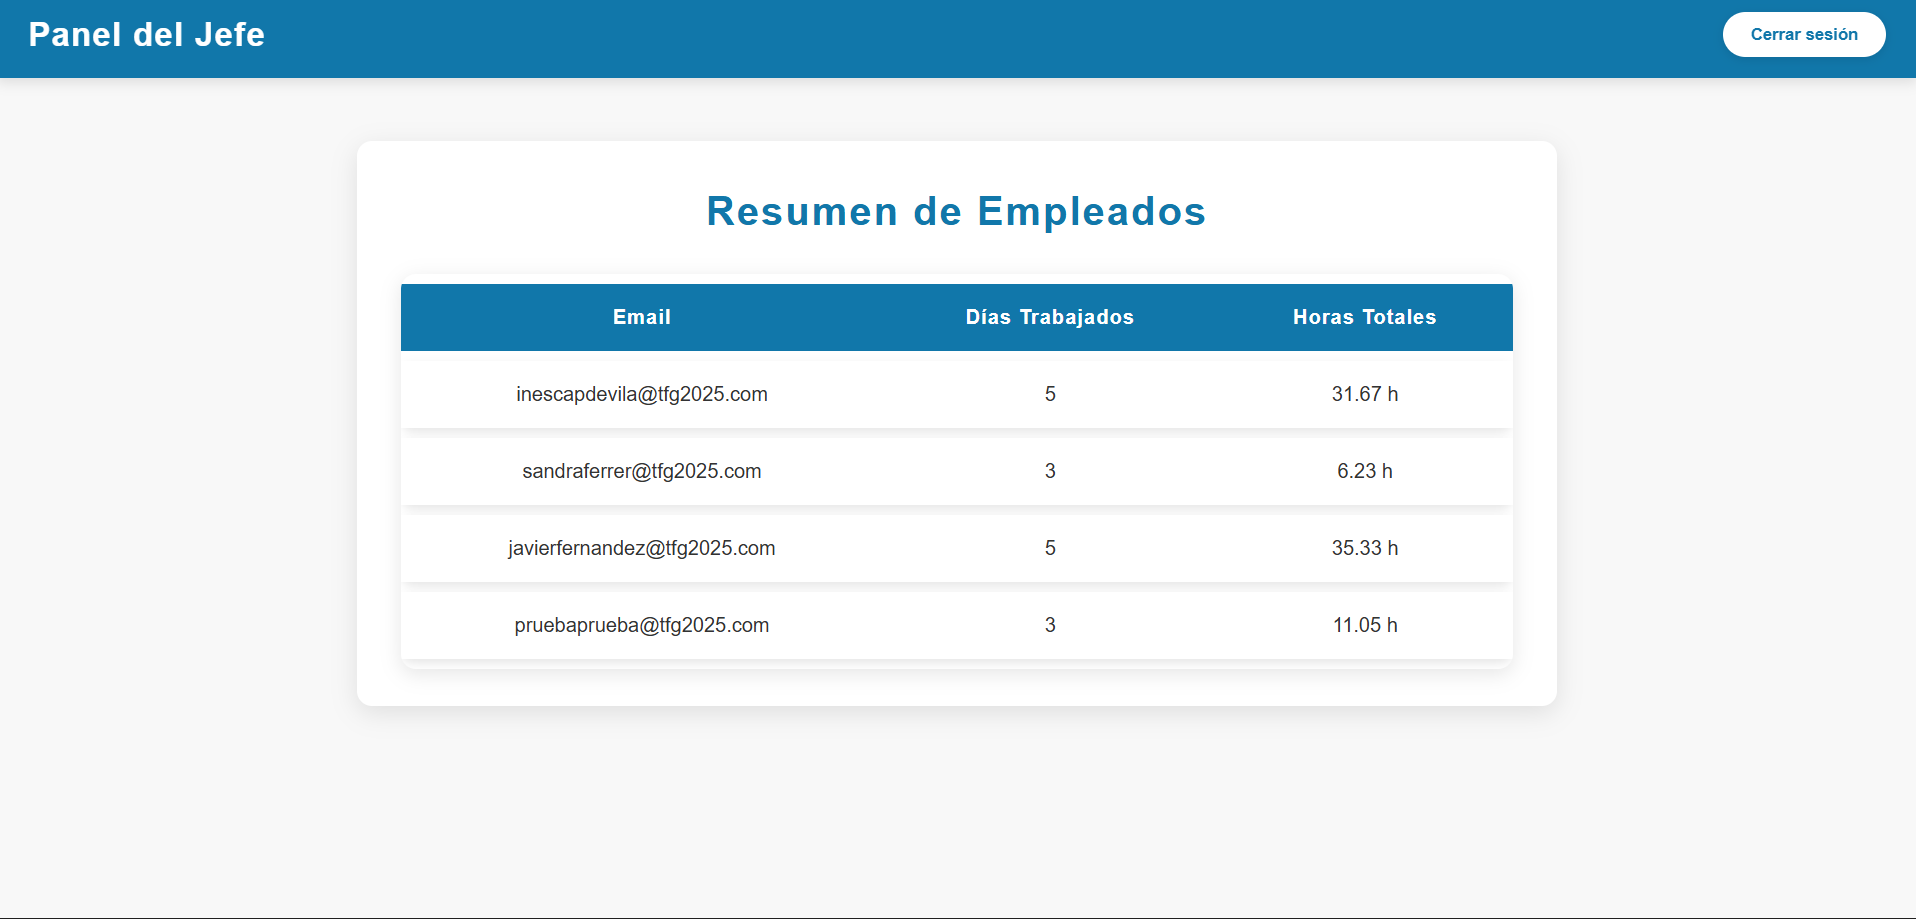 Panel del Jefe
Cerrar sesión
Resumen de Empleados
Email Días Trabajados Horas Totales
inescapdevila@tfg2025.com 5 31.67 h
sandraferrer@tfg2025.com 3 6.23 h
javierfernandez@tfg2025.com 5 35.33 h
pruebaprueba@tfg2025.com 3 11.05 h